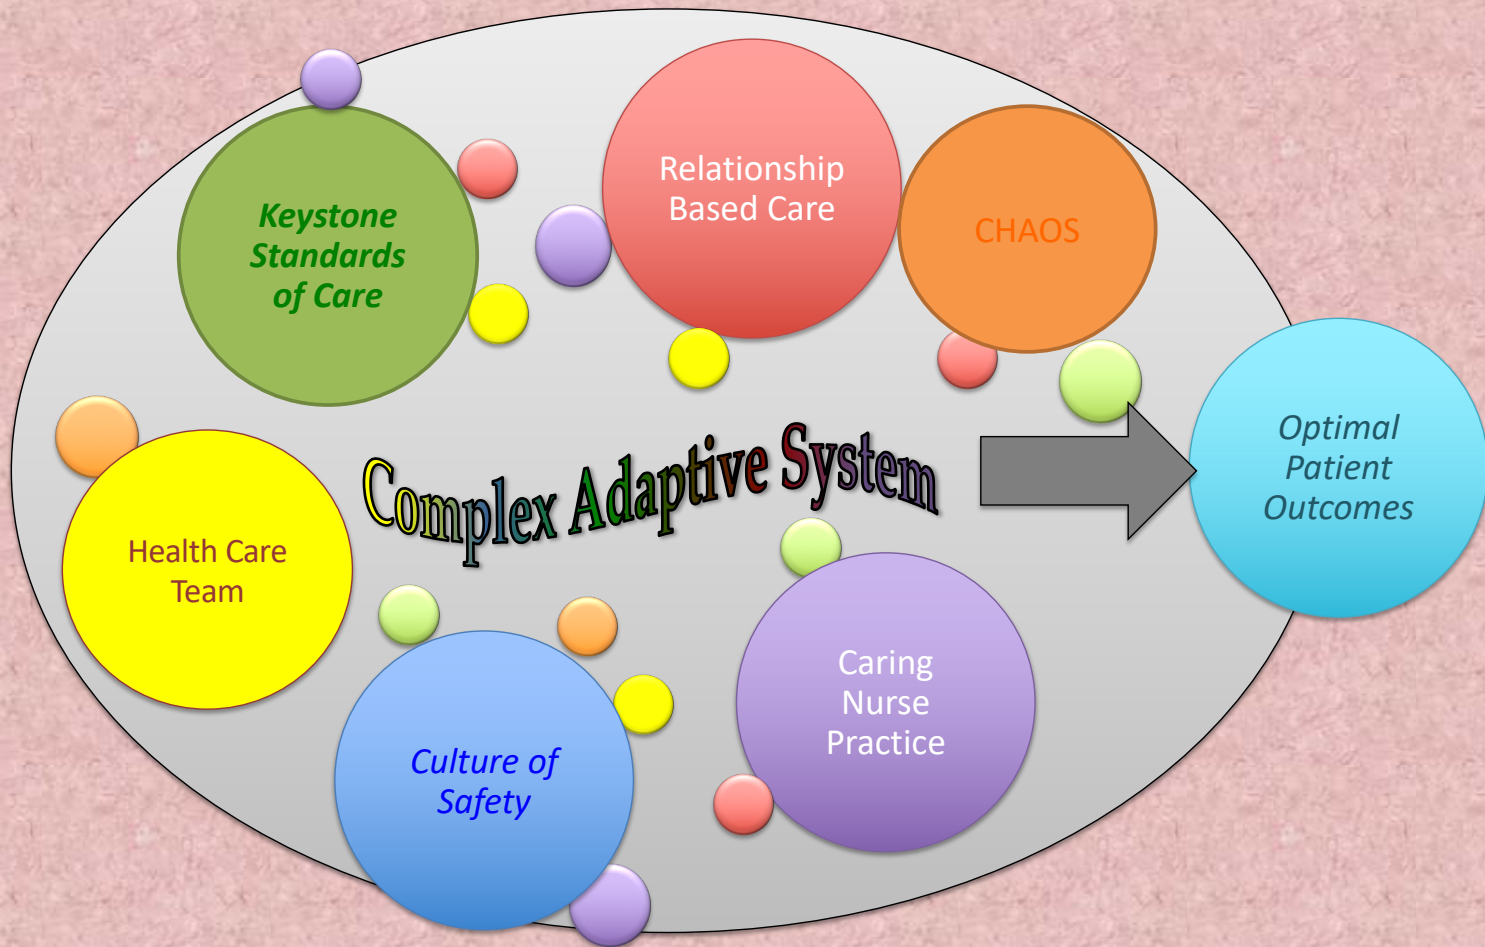 Relationship
Based Care
CHAOS
Keystone
Standards
of Care
Complex Adaptive System
Optimal
Patient
Outcomes
Health Care
Team
Caring
Nurse
Practice
Culture of
Safety